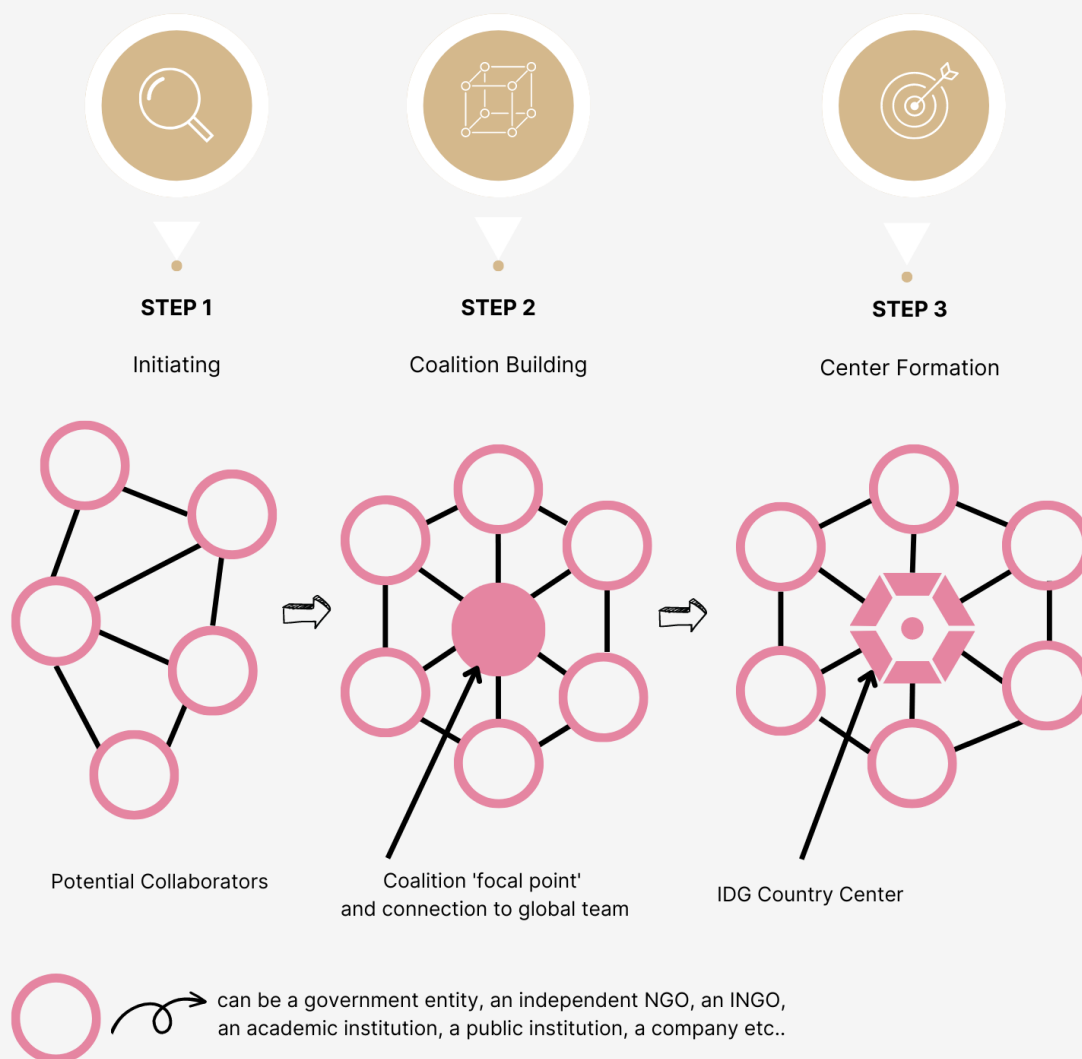 STEP 1
STEP 2
STEP 3
Initiating
Coalition Building
Center Formation
Potential Collaborators
Coalition 'focal point'
and connection to global team
IDG Country Center
can be a government entity, an independent NGO, an INGO,
an academic institution, a public institution, a company etc..